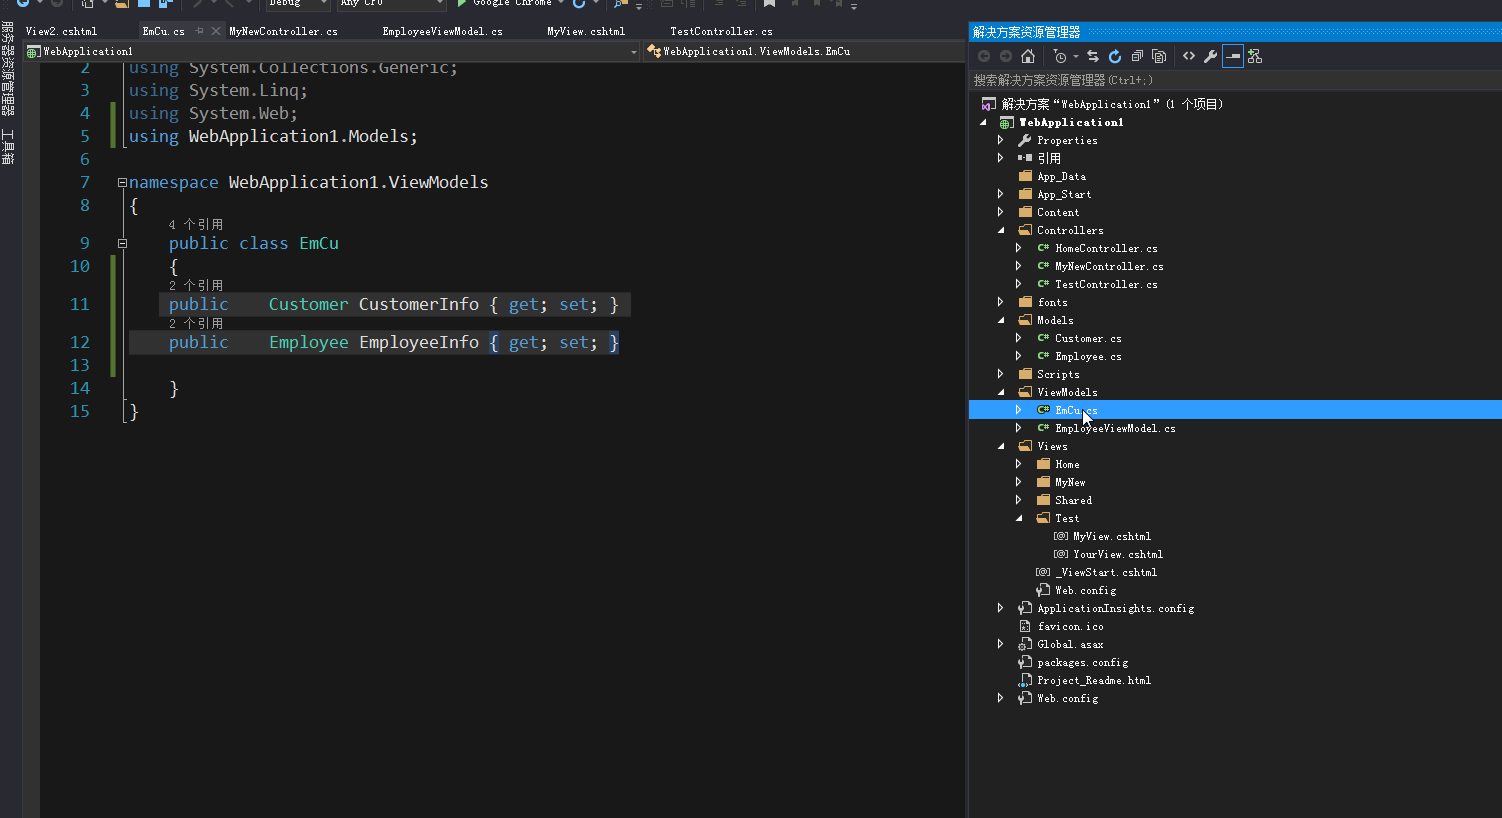 Debug Any CPU Google Chrome
View2.cshtml EmCu.cs MyNewController.cs EmployeeViewModel.cs MyView.cshtml TestController.cs
WebApplication1 WebApplication1.ViewModels.EmCu
服务器资源管理器
工具箱
2 using System.Collections.Generic;
3 using System.Linq;
4 using System.Web;
5 using WebApplication1.Models;
6
7 namespace WebApplication1.ViewModels
8 {
4 个引用
9 public class EmCu
10 {
2 个引用
11 public Customer CustomerInfo { get; set; }
2 个引用
12 public Employee EmployeeInfo { get; set; }
13
14 }
15 }
解决方案资源管理器
搜索解决方案资源管理器(Ctrl+;)
解决方案“WebApplication1”(1 个项目)
WebApplication1
Properties
引用
App_Data
App_Start
Content
Controllers
C# HomeController.cs
C# MyNewController.cs
C# TestController.cs
fonts
Models
C# Customer.cs
C# Employee.cs
Scripts
ViewModels
C# EmCu.cs
C# EmployeeViewModel.cs
Views
Home
MyNew
Shared
Test
[@] MyView.cshtml
[@] YourView.cshtml
[@] _ViewStart.cshtml
Web.config
ApplicationInsights.config
favicon.ico
Global.asax
packages.config
Project_Readme.html
Web.config